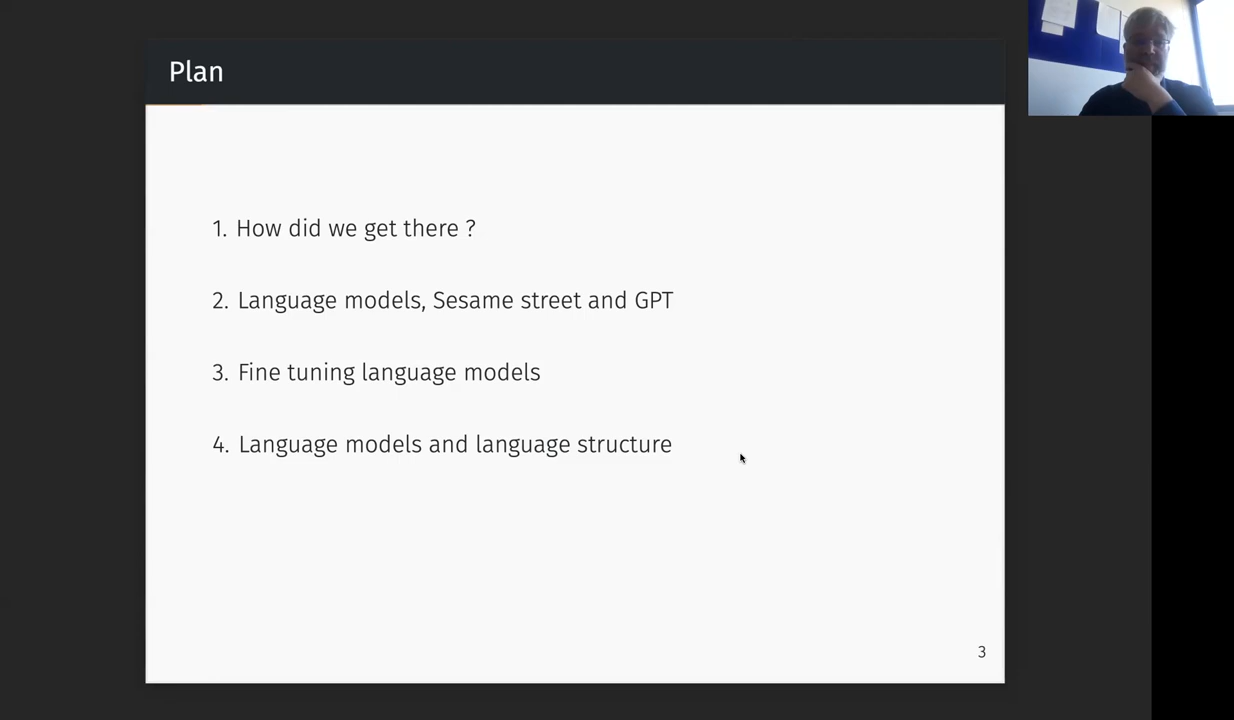 Plan
1. How did we get there ?
2. Language models, Sesame street and GPT
3. Fine tuning language models
4. Language models and language structure
3